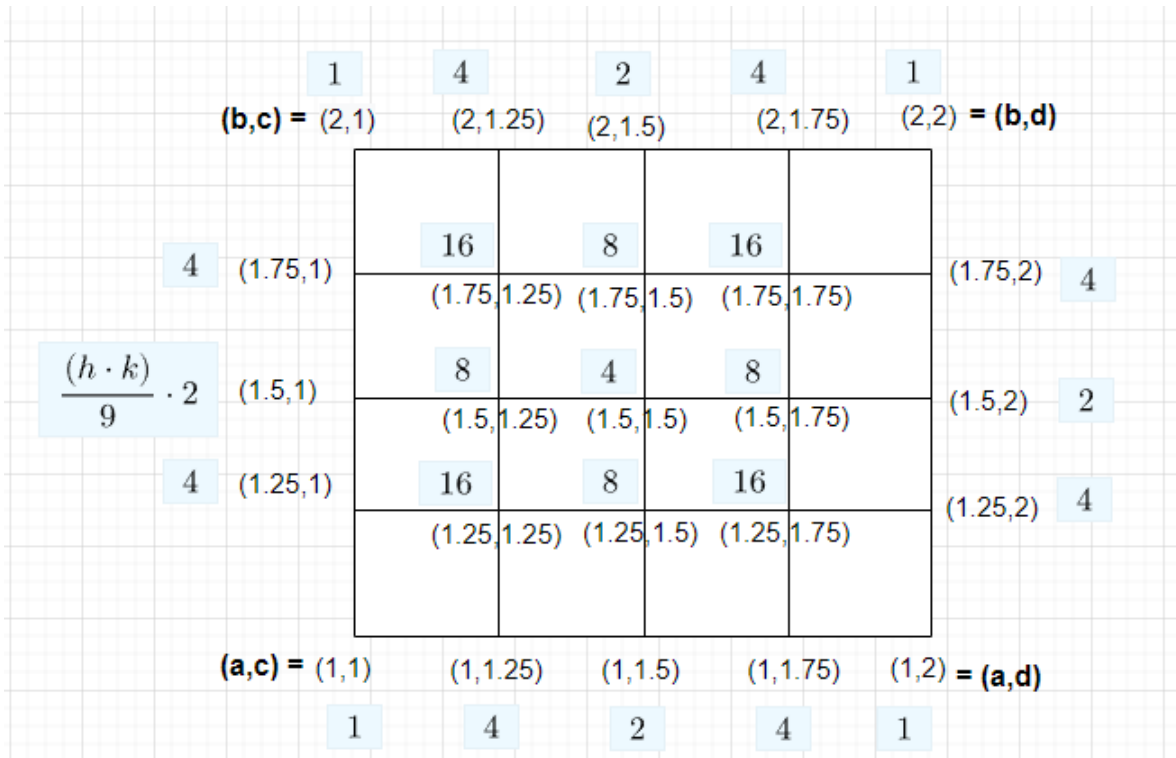 1 4 2 4 1
(b,c) = (2,1) (2,1.25) (2,1.5) (2,1.75) (2,2) = (b,d)
16 8 16
4 (1.75,1) (1.75,2) 4
(1.75,1.25) (1.75,1.5) (1.75,1.75)
8 4 8
(h · k)/9 · 2 (1.5,1) (1.5,2) 2
(1.5,1.25) (1.5,1.5) (1.5,1.75)
4 (1.25,1) 16 8 16 (1.25,2) 4
(1.25,1.25) (1.25,1.5) (1.25,1.75)
(a,c) = (1,1) (1,1.25) (1,1.5) (1,1.75) (1,2) = (a,d)
1 4 2 4 1